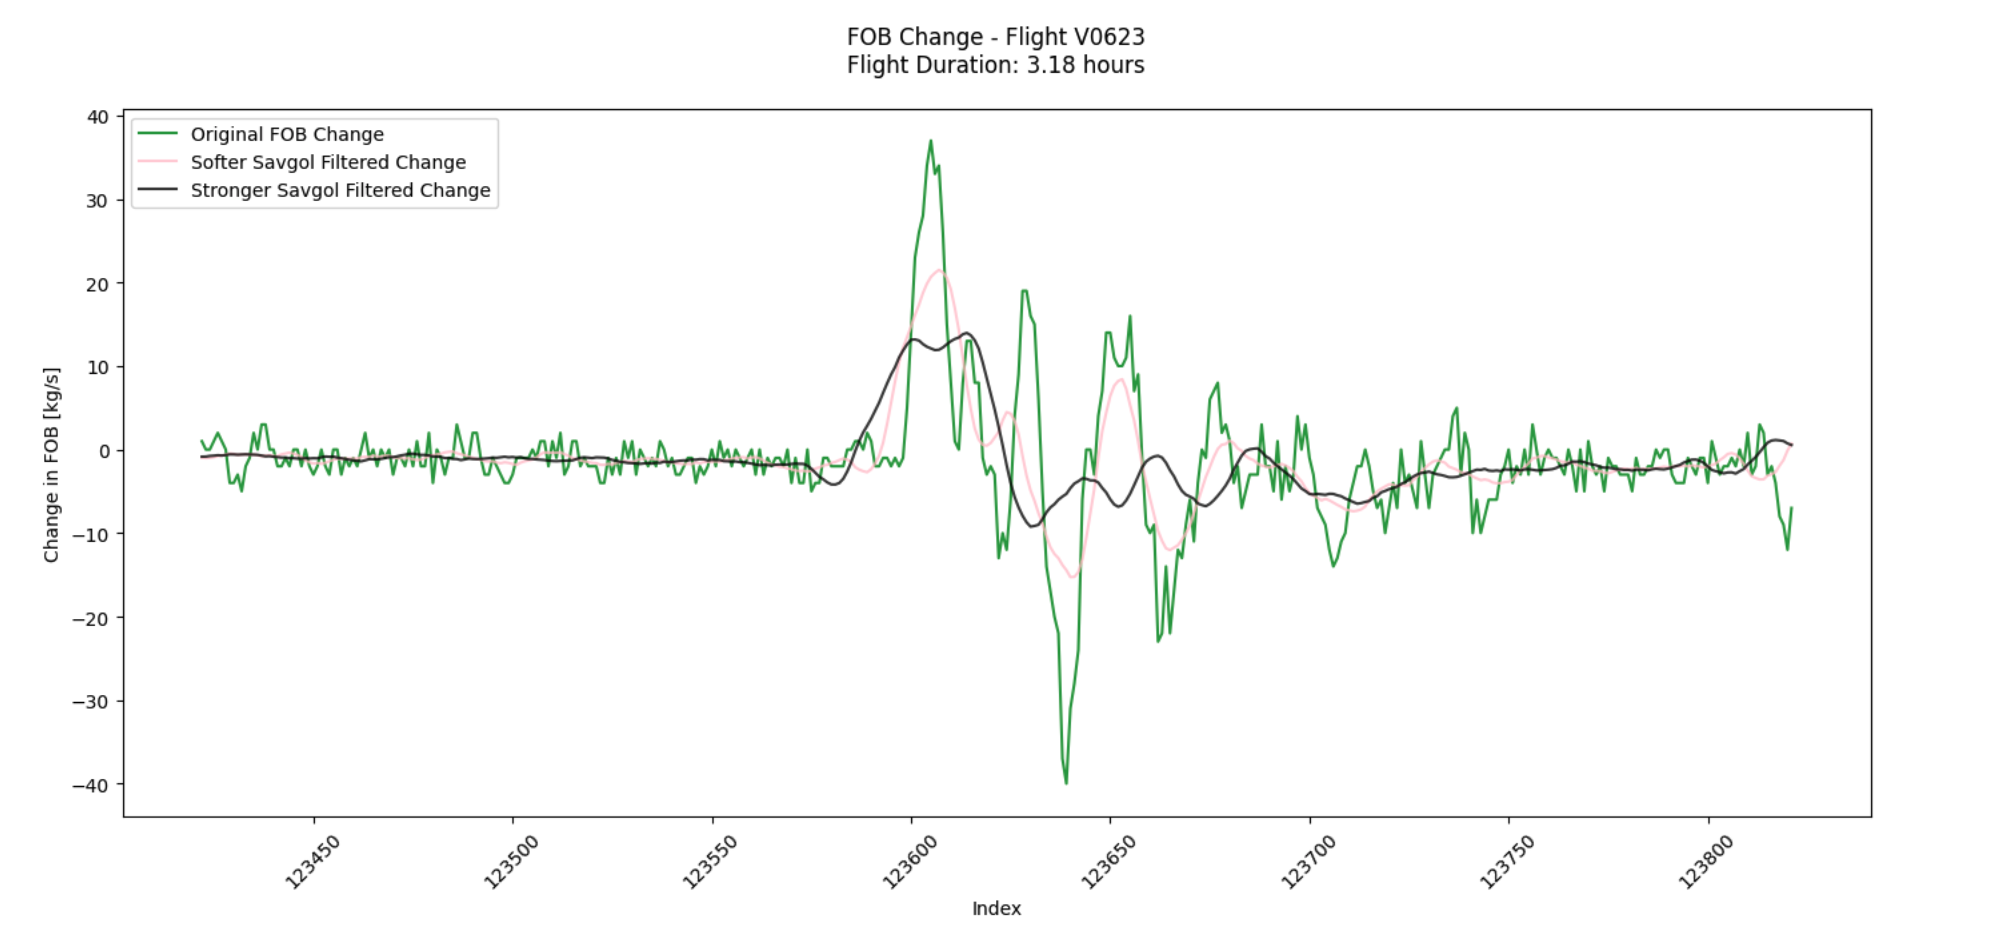 FOB Change - Flight V0623
Flight Duration: 3.18 hours
Original FOB Change
Softer Savgol Filtered Change
Stronger Savgol Filtered Change
Change in FOB [kg/s]
40
30
20
10
0
−10
−20
−30
−40
123450
123500
123550
123600
123650
123700
123750
123800
Index